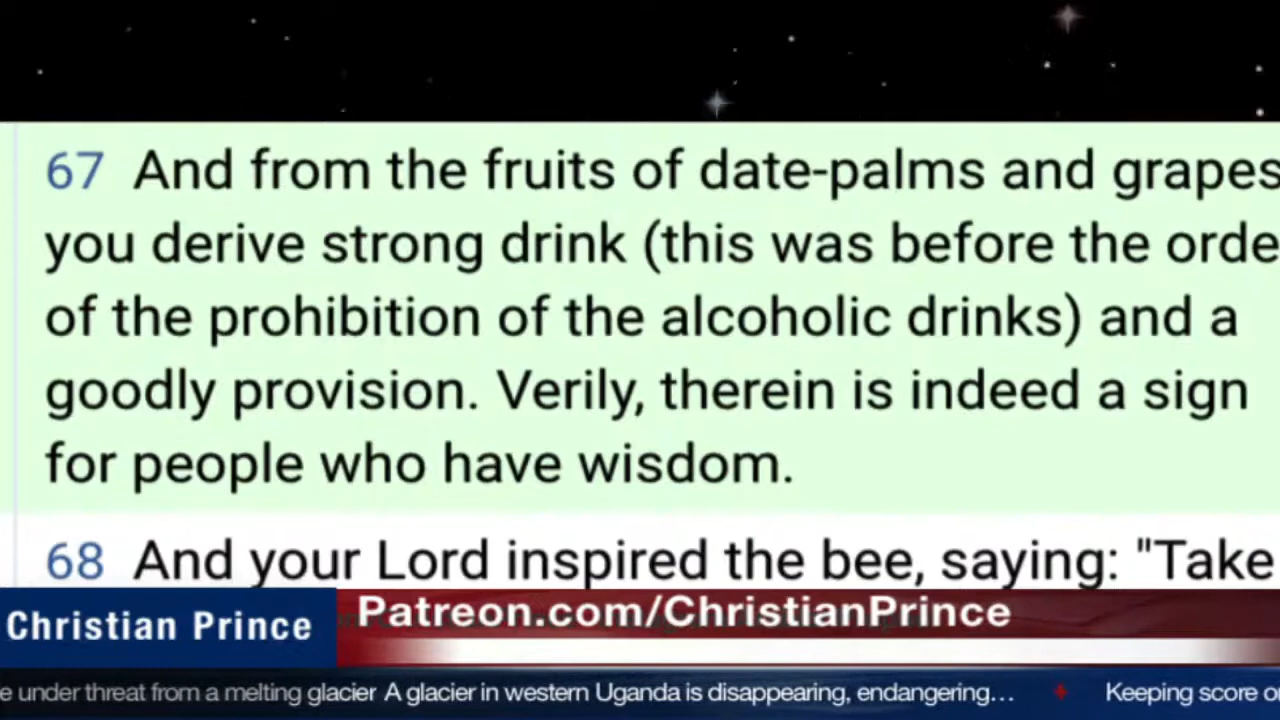 67 And from the fruits of date-palms and grapes
you derive strong drink (this was before the orde
of the prohibition of the alcoholic drinks) and a
goodly provision. Verily, therein is indeed a sign
for people who have wisdom.
68 And your Lord inspired the bee, saying: "Take
Christian Prince
Patreon.com/ChristianPrince
e under threat from a melting glacier A glacier in western Uganda is disappearing, endangering… Keeping score o